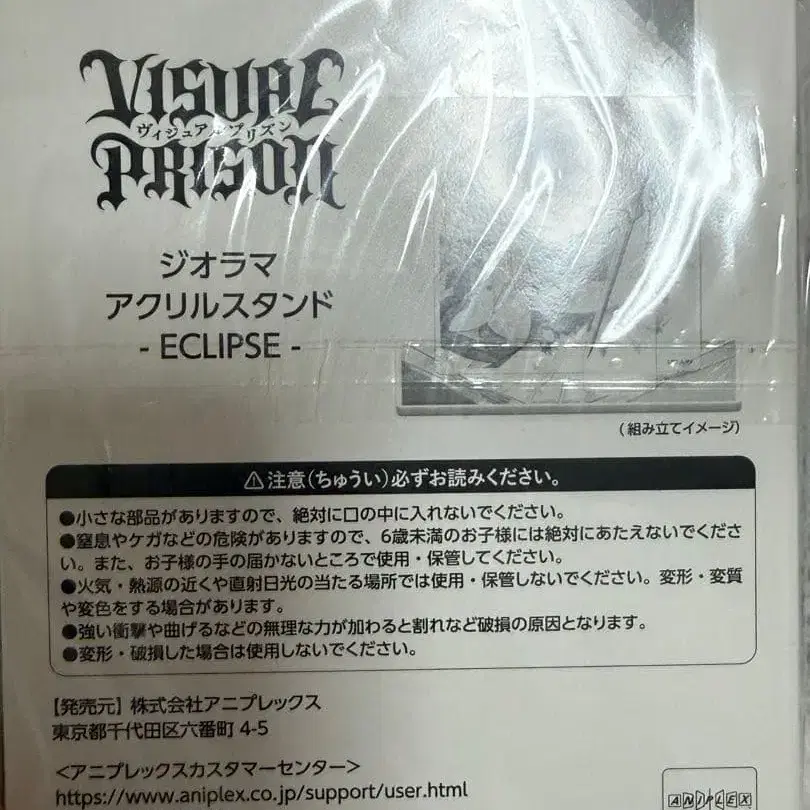 VISUAL
ヴィジュアルプリズン
PRISON
ジオラマ
アクリルスタンド
- ECLIPSE -
(組み立てイメージ)
⚠注意(ちゅうい)必ずお読みください。
●小さな部品がありますので、絶対に口の中に入れないでください。
●窒息やケガなどの危険がありますので、6歳未満のお子様には絶対にあたえないでくださ
い。また、お子様の手の届かないところで使用・保管してください。
●火気・熱源の近くや直射日光の当たる場所では使用・保管しないでください。変形・変質
や変色をする場合があります。
●強い衝撃や曲げるなどの無理な力が加わると割れなど破損の原因となります。
●変形・破損した場合は使用しないでください。
【発売元】株式会社アニプレックス
東京都千代田区六番町 4-5
<アニプレックスカスタマーセンター>
https://www.aniplex.co.jp/support/user.html
ANIPLEX